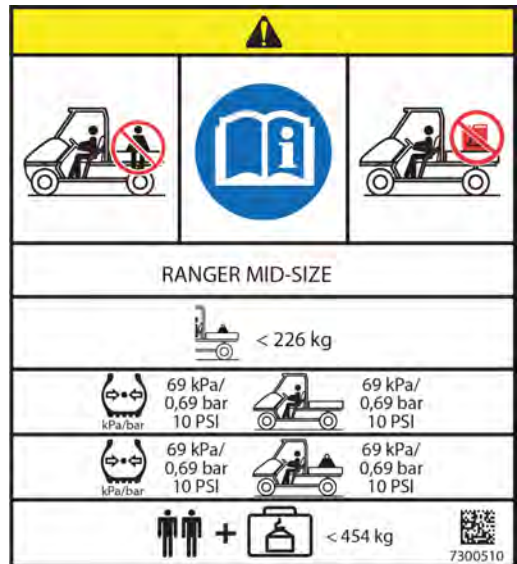 RANGER MID-SIZE
< 226 kg
kPa/bar
69 kPa/
0,69 bar
10 PSI
69 kPa/
0,69 bar
10 PSI
kPa/bar
69 kPa/
0,69 bar
10 PSI
69 kPa/
0,69 bar
10 PSI
< 454 kg
7300510